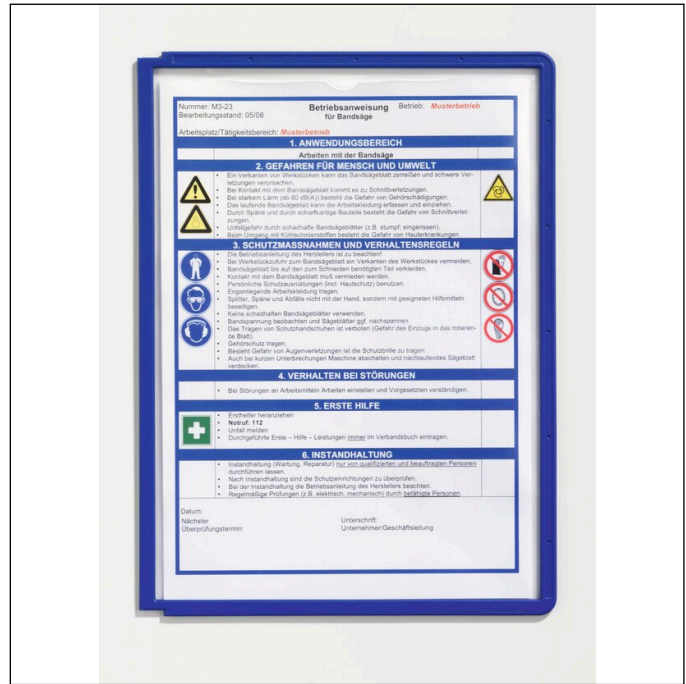 Nummer: M3-23 Betriebsanweisung Betrieb: Musterbetrieb
Bearbeitungsstand: 05/08 für Bandsäge
Arbeitsplatz/Tätigkeitsbereich: Musterbetrieb
1. ANWENDUNGSBEREICH
Arbeiten mit der Bandsäge
2. GEFAHREN FÜR MENSCH UND UMWELT
Ein Verkanten von Werkstücken kann das Bandsägeblatt zerreißen und schwere Ver-
letzungen verursachen.
Bei Kontakt mit dem Bandsägeblatt kommt es zu Schnittverletzungen.
Bei starkem Lärm (ab 80 dB(A)) besteht die Gefahr von Gehörschädigungen.
Das laufende Bandsägeblatt kann die Arbeitskleidung erfassen und einziehen.
Durch Späne und durch scharfkantige Bauteile besteht die Gefahr von Schnittverlet-
zungen.
Unfallgefahr durch schadhafte Bandsägeblätter (z.B. stumpf; eingerissen).
Beim Umgang mit Kühlschmierstoffen besteht die Gefahr von Hauterkrankungen.
3. SCHUTZMASSNAHMEN UND VERHALTENSREGELN
Die Betriebsanleitung des Herstellers ist zu beachten!
Bei Werkstückzufuhr zum Bandsägeblatt ein Verkanten des Werkstückes vermeiden.
Bandsägeblatt bis auf den zum Schneiden benötigten Teil verkleiden.
Kontakt mit dem Bandsägeblatt muß vermieden werden.
Persönliche Schutzausrüstungen (incl. Hautschutz) benutzen.
Enganliegende Arbeitskleidung tragen.
Splitter, Späne und Abfälle nicht mit der Hand, sondern mit geeigneten Hilfsmitteln
beseitigen.
Keine schadhaften Bandsägeblätter verwenden.
Bandspannung beobachten und Sägeblätter ggf. nachspannen.
Das Tragen von Schutzhandschuhen ist verboten (Gefahr des Einzugs in das rotieren-
de Blatt).
Gehörschutz tragen.
Besteht Gefahr von Augenverletzungen ist die Schutzbrille zu tragen.
Auch bei kurzen Unterbrechungen Maschine abschalten und nachlaufendes Sägeblatt
verdecken.
4. VERHALTEN BEI STÖRUNGEN
Bei Störungen an Arbeitsmitteln Arbeiten einstellen und Vorgesetzten verständigen.
5. ERSTE HILFE
Ersthelfer heranziehen
Notruf: 112
Unfall melden
Durchgeführte Erste – Hilfe – Leistungen immer im Verbandsbuch eintragen.
6. INSTANDHALTUNG
Instandhaltung (Wartung, Reparatur) nur von qualifizierten und beauftragten Personen
durchführen lassen.
Nach Instandhaltung sind die Schutzeinrichtungen zu überprüfen.
Bei der Instandhaltung die Betriebsanleitung des Herstellers beachten.
Regelmäßige Prüfungen (z.B. elektrisch, mechanisch) durch befähigte Personen.
Datum:
Nächster Unterschrift:
Überprüfungstermin: Unternehmer/Geschäftsleitung